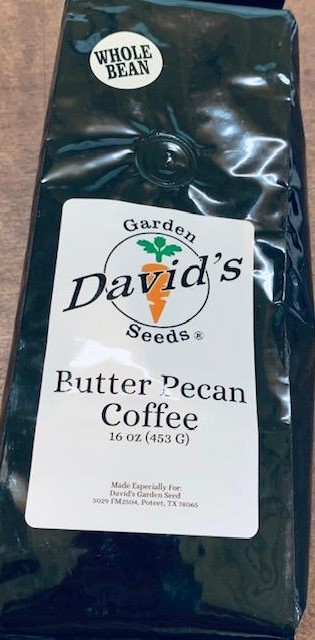 WHOLE
BEAN
Garden
David's
Seeds ®
Butter Pecan
Coffee
16 oz (453 G)
Made Especially For:
David's Garden Seed
5029 FM2504, Poteet, TX 78065